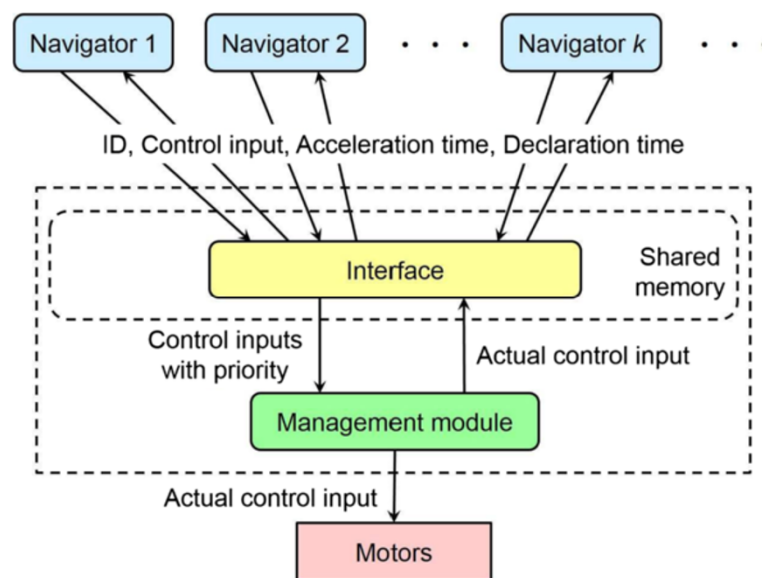 Navigator 1
Navigator 2
· · ·
Navigator k
· · ·
ID, Control input, Acceleration time, Declaration time
Interface
Shared
memory
Control inputs
with priority
Actual control input
Management module
Actual control input
Motors